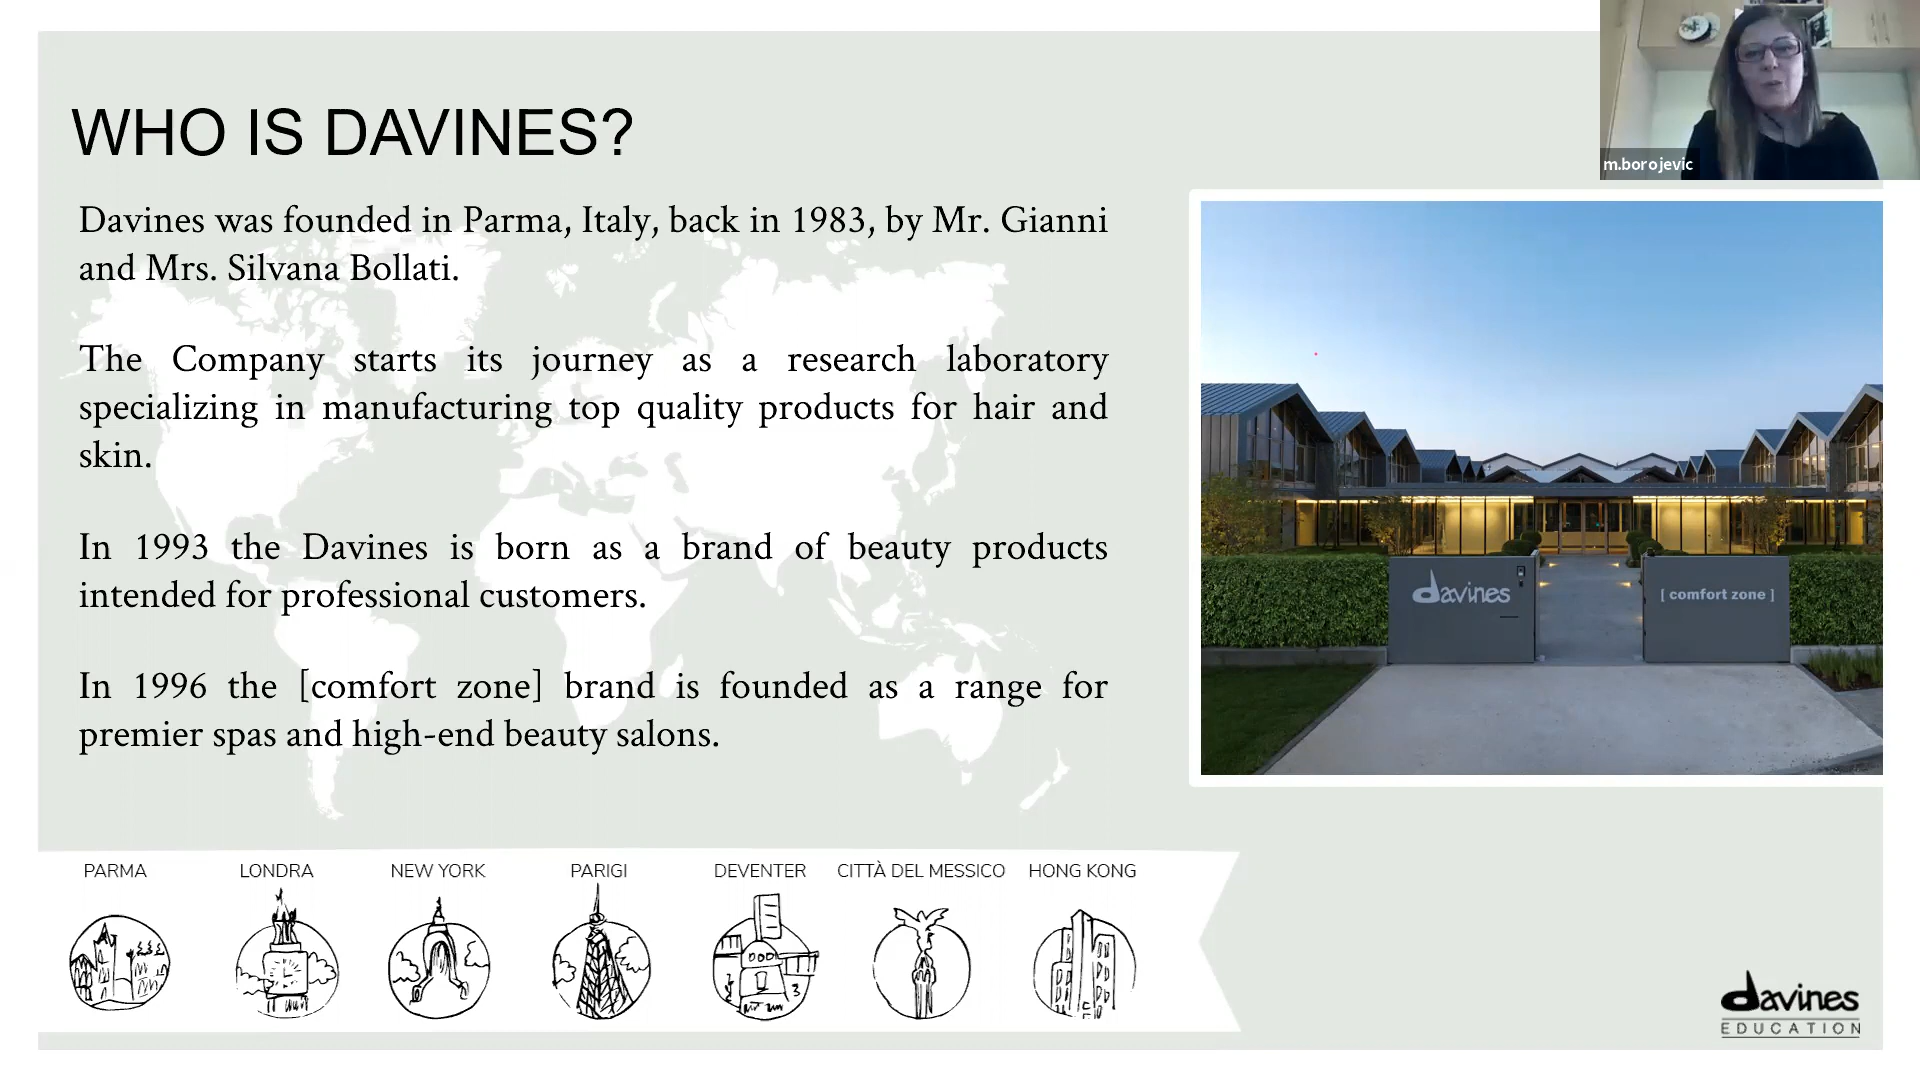 WHO IS DAVINES?
m.borojevic
Davines was founded in Parma, Italy, back in 1983, by Mr. Gianni
and Mrs. Silvana Bollati.
The Company starts its journey as a research laboratory
specializing in manufacturing top quality products for hair and
skin.
In 1993 the Davines is born as a brand of beauty products
intended for professional customers.
In 1996 the [comfort zone] brand is founded as a range for
premier spas and high-end beauty salons.
davines
[ comfort zone ]
PARMA
LONDRA
NEW YORK
PARIGI
DEVENTER
CITTÀ DEL MESSICO
HONG KONG
davines
EDUCATION